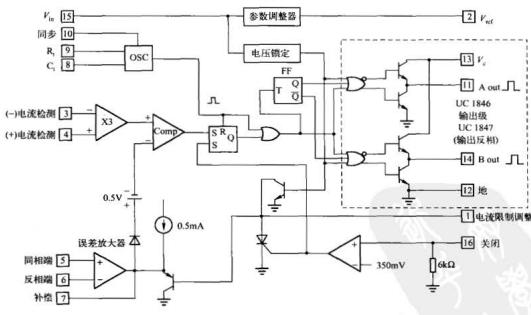 Vin 15
参数调整器
2 Vref
同步 10
R1 9
C1 8
OSC
电压锁定
FF
T Q
Q
13 Vc
11 A out
UC 1846
输出级
UC 1847
(输出反相)
14 B out
12 地
(−)电流检测 3
(+)电流检测 4
X3
Comp
S R Q
S
0.5V
0.5mA
1 电流限制调整
16 关闭
350mV
6kΩ
误差放大器
同相端 5
反相端 6
补偿 7